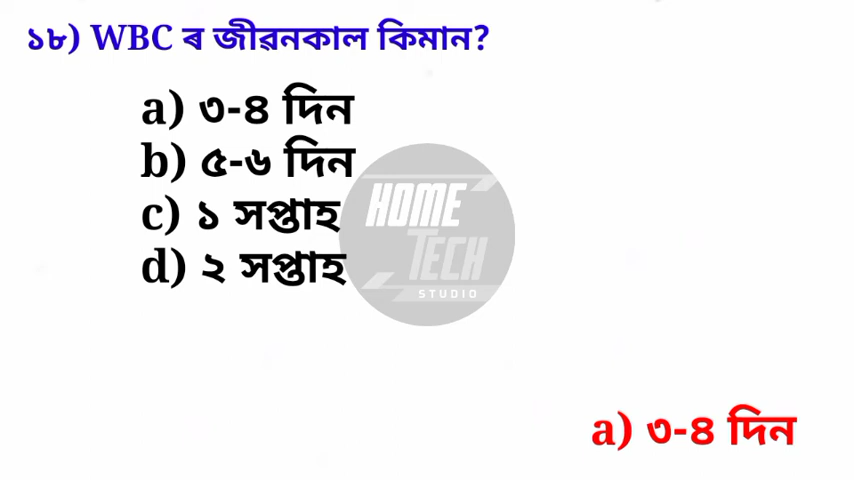 ১৮) WBC ৰ জীৱনকাল কিমান?
a) ৩-৪ দিন
b) ৫-৬ দিন
c) ১ সপ্তাহ
d) ২ সপ্তাহ
HOME
TECH
STUDIO
a) ৩-৪ দিন